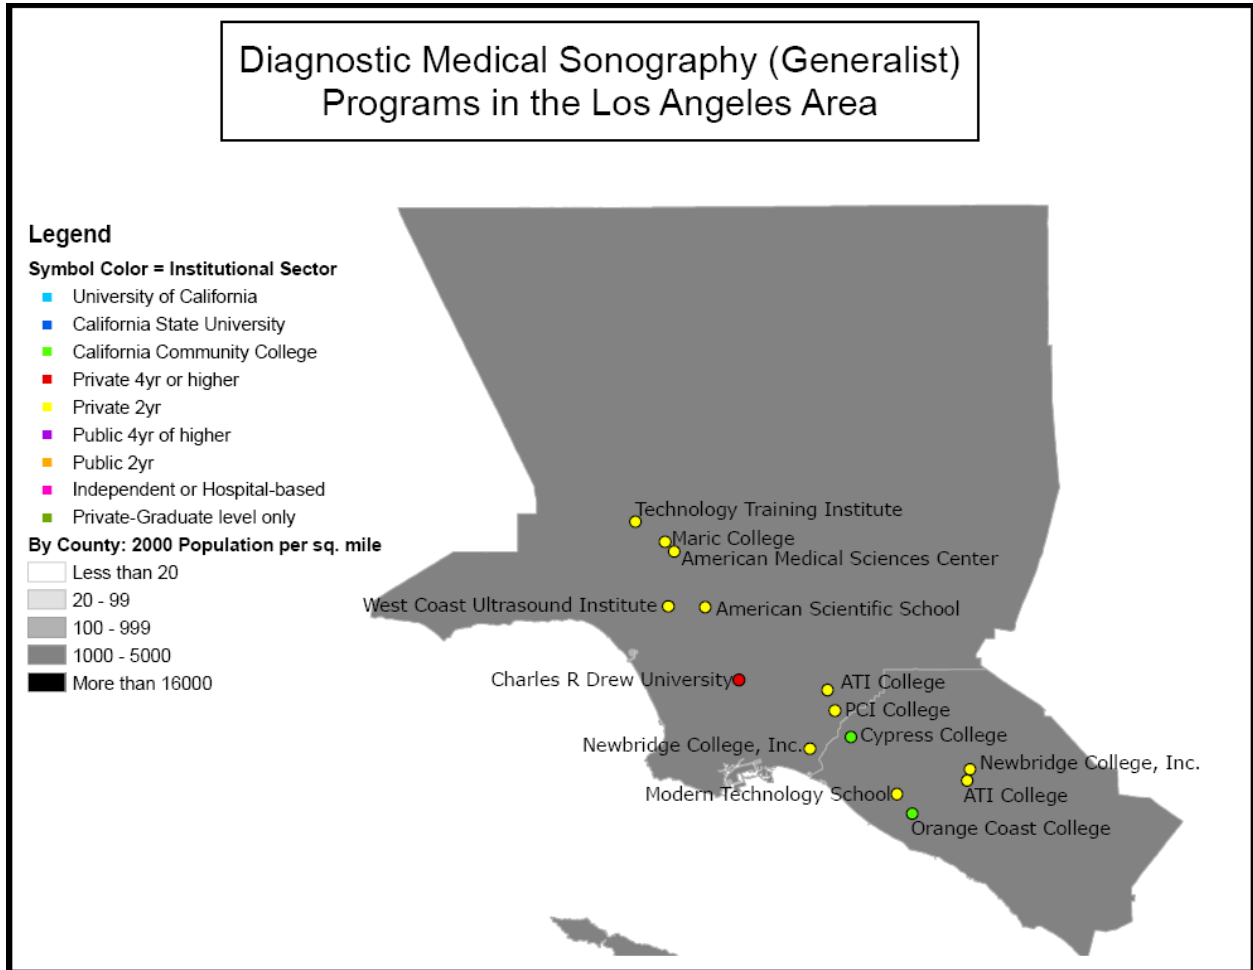 Diagnostic Medical Sonography (Generalist)
Programs in the Los Angeles Area
Legend
Symbol Color = Institutional Sector
University of California
California State University
California Community College
Private 4yr or higher
Private 2yr
Public 4yr of higher
Public 2yr
Independent or Hospital-based
Private-Graduate level only
By County: 2000 Population per sq. mile
Less than 20
20 - 99
100 - 999
1000 - 5000
More than 16000
Technology Training Institute
Maric College
American Medical Sciences Center
West Coast Ultrasound Institute
American Scientific School
Charles R Drew University
ATI College
PCI College
Cypress College
Newbridge College, Inc.
Newbridge College, Inc.
Modern Technology School
ATI College
Orange Coast College